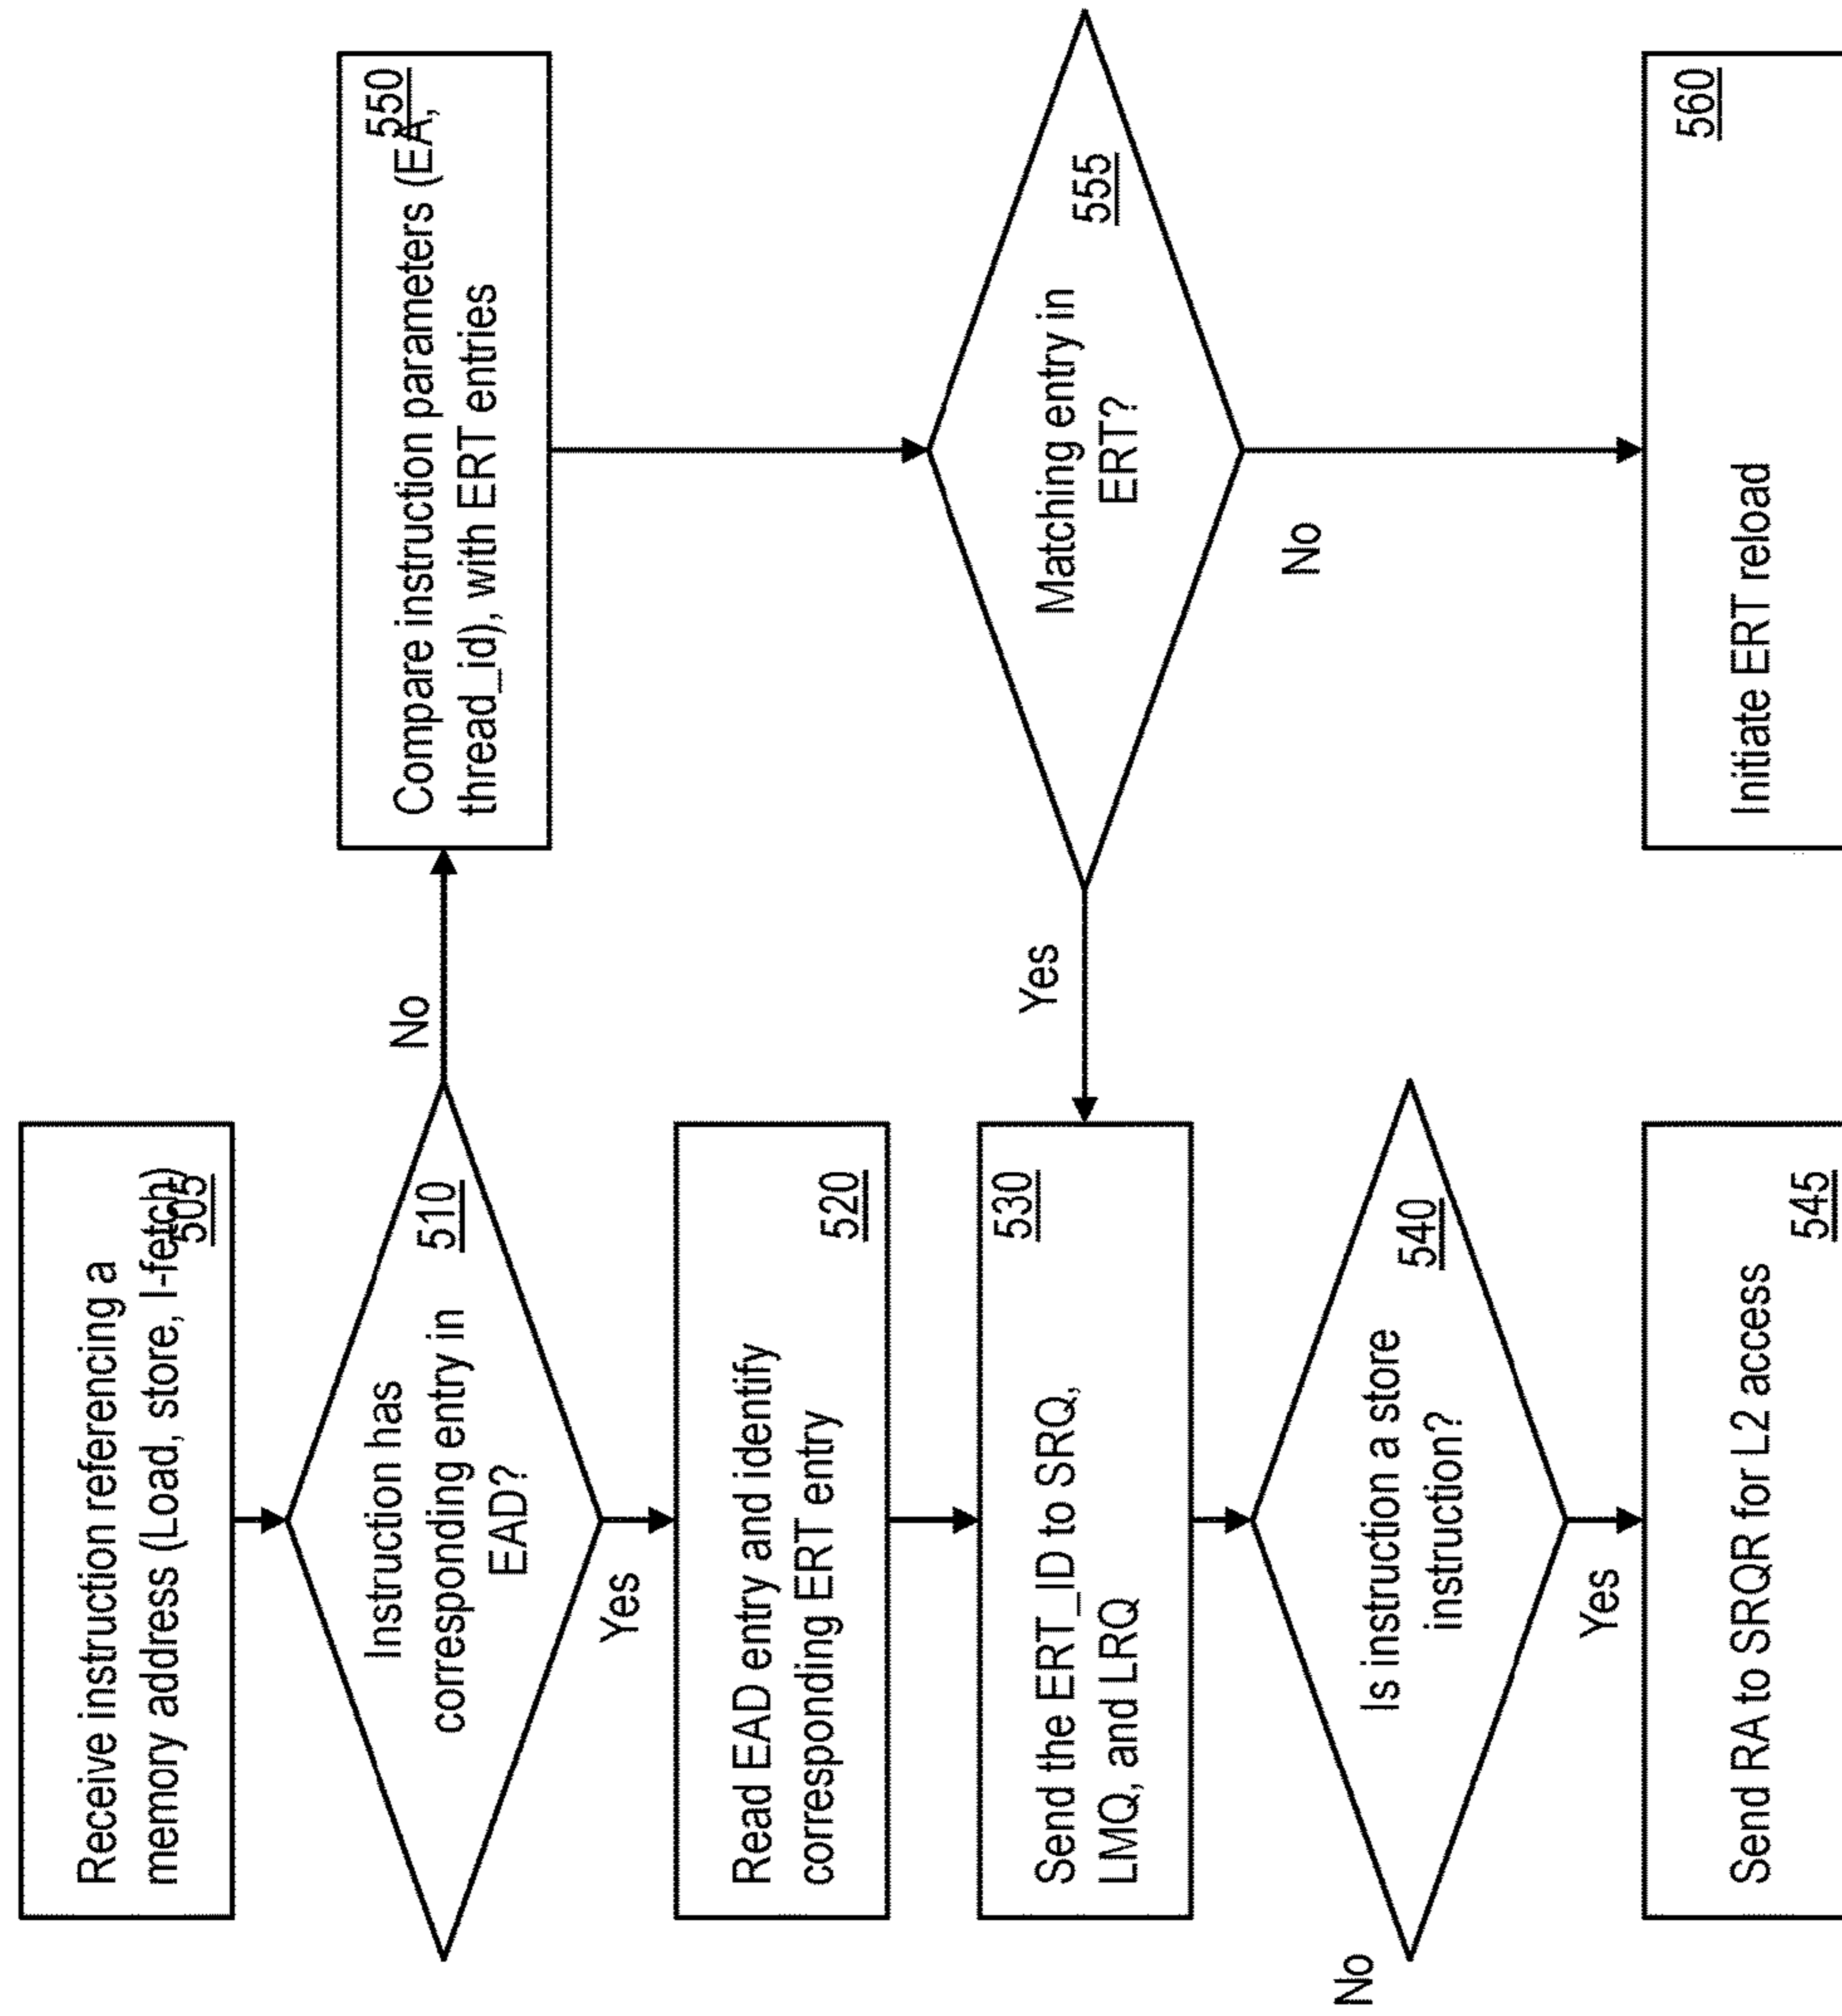 Receive instruction referencing a
memory address (Load, store, I-fetch)
505
Instruction has
corresponding entry in
EAD?
510
No
Yes
Read EAD entry and identify
corresponding ERT entry
520
Send the ERT_ID to SRQ,
LMQ, and LRQ
530
Is instruction a store
instruction?
540
No
Yes
Send RA to SRQR for L2 access
545
550
Compare instruction parameters (EA,
thread_id), with ERT entries
Matching entry in
ERT?
555
Yes
No
Initiate ERT reload
560